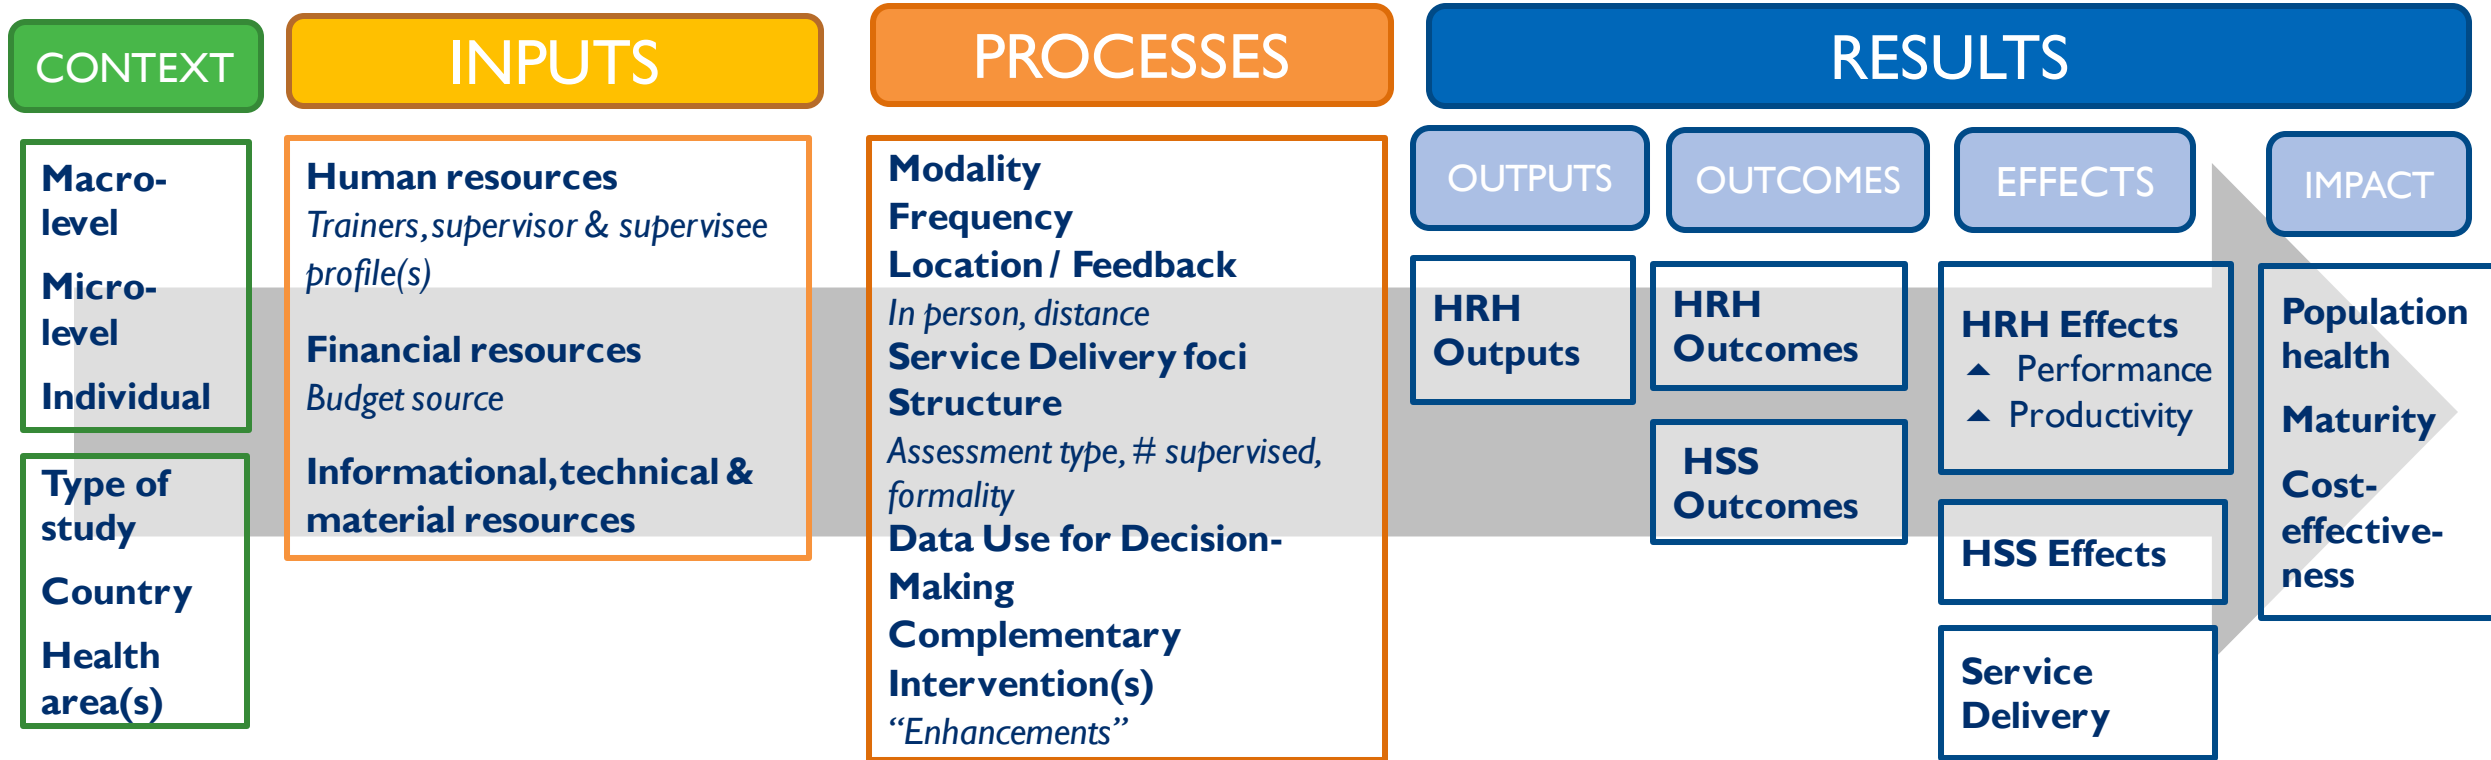 CONTEXT
Macro-
level
Micro-
level
Individual
Type of
study
Country
Health
area(s)
INPUTS
Human resources
Trainers, supervisor & supervisee
profile(s)
Financial resources
Budget source
Informational, technical &
material resources
PROCESSES
Modality
Frequency
Location / Feedback
In person, distance
Service Delivery foci
Structure
Assessment type, # supervised,
formality
Data Use for Decision-
Making
Complementary
Intervention(s)
“Enhancements”
RESULTS
OUTPUTS
HRH
Outputs
OUTCOMES
HRH
Outcomes
HSS
Outcomes
EFFECTS
HRH Effects
Performance
Productivity
HSS Effects
Service
Delivery
IMPACT
Population
health
Maturity
Cost-
effective-
ness